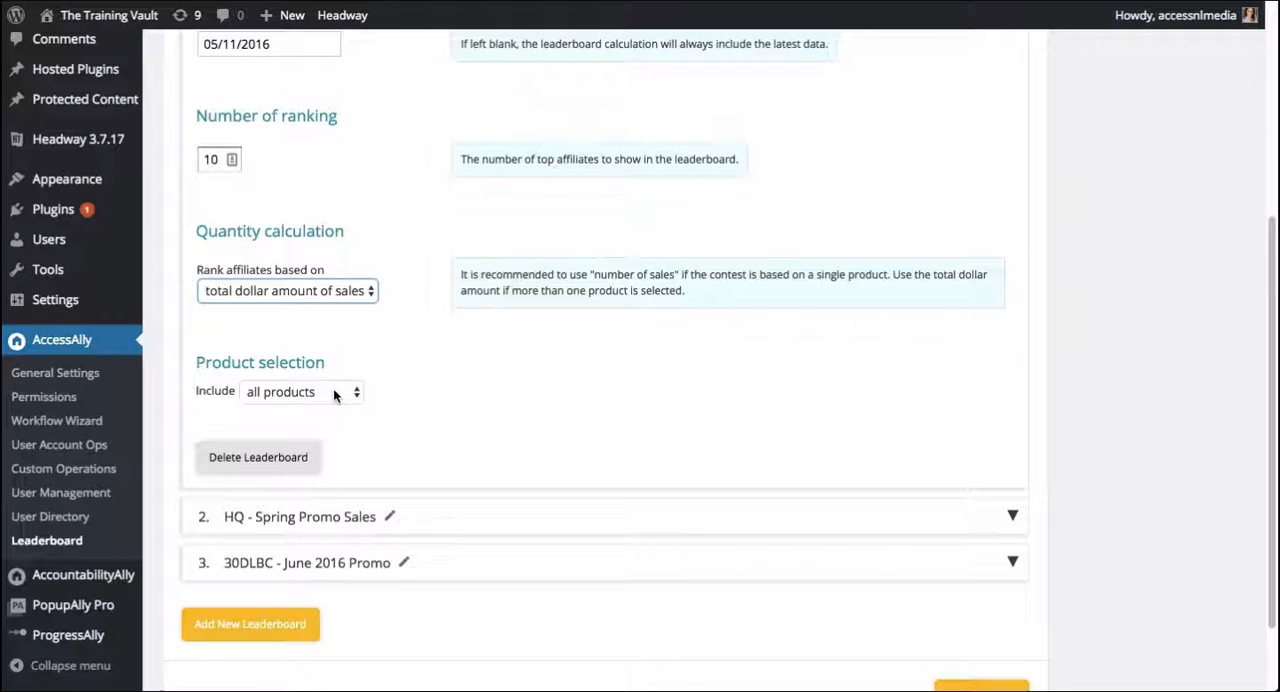 The Training Vault
9
0
New
Headway
Howdy, accessnlmedia
Comments
Hosted Plugins
Protected Content
Headway 3.7.17
Appearance
Plugins 1
Users
Tools
Settings
AccessAlly
General Settings
Permissions
Workflow Wizard
User Account Ops
Custom Operations
User Management
User Directory
Leaderboard
AccountabilityAlly
PA PopupAlly Pro
ProgressAlly
Collapse menu
05/11/2016
If left blank, the leaderboard calculation will always include the latest data.
Number of ranking
10
The number of top affiliates to show in the leaderboard.
Quantity calculation
Rank affiliates based on
total dollar amount of sales
It is recommended to use "number of sales" if the contest is based on a single product. Use the total dollar
amount if more than one product is selected.
Product selection
Include all products
Delete Leaderboard
2. HQ - Spring Promo Sales
3. 30DLBC - June 2016 Promo
Add New Leaderboard